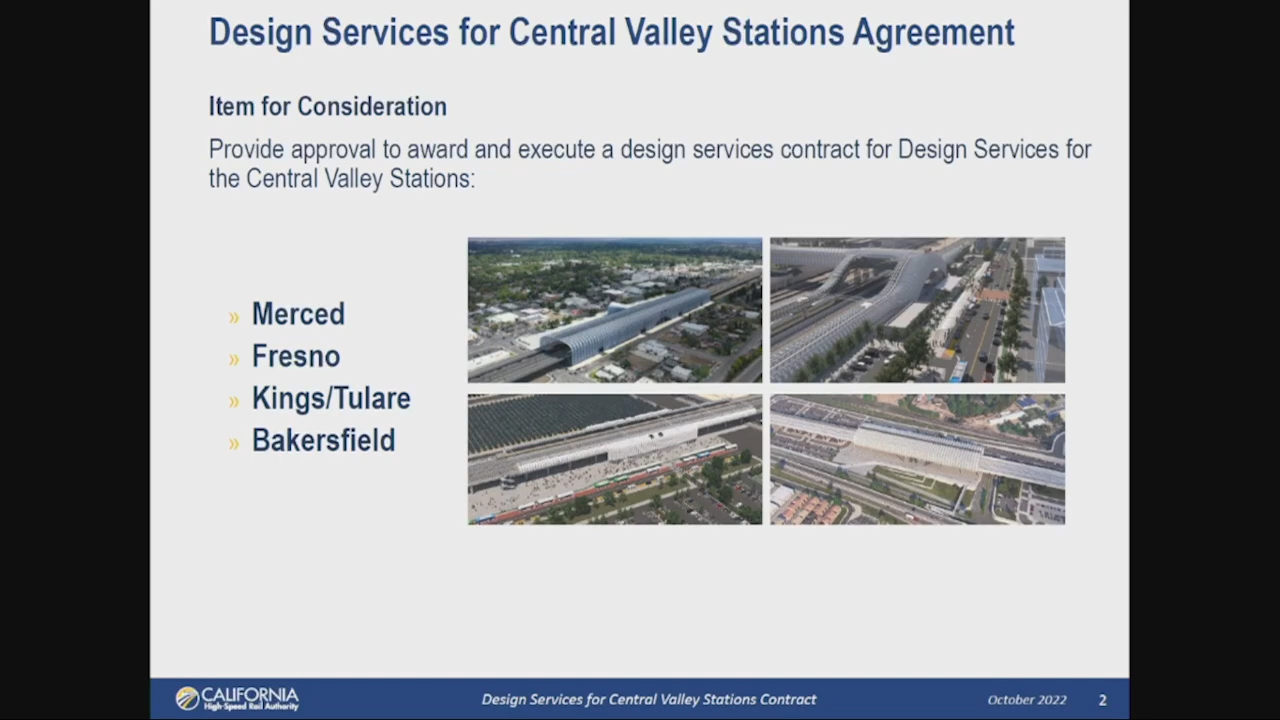 Design Services for Central Valley Stations Agreement
Item for Consideration
Provide approval to award and execute a design services contract for Design Services for
the Central Valley Stations:
» Merced
» Fresno
» Kings/Tulare
» Bakersfield
CALIFORNIA
High-Speed Rail Authority
Design Services for Central Valley Stations Contract
October 2022
2